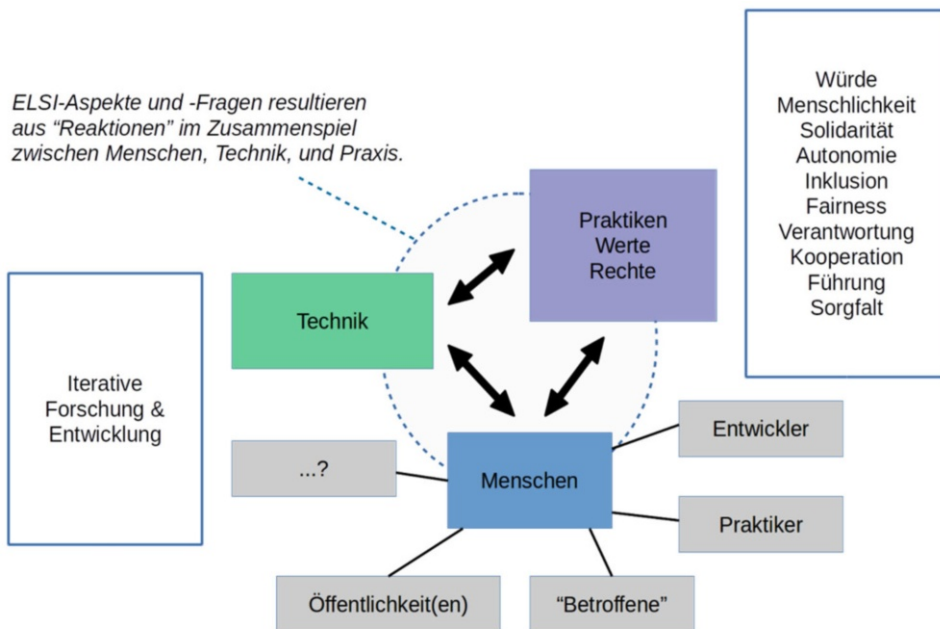 ELSI-Aspekte und -Fragen resultieren
aus “Reaktionen” im Zusammenspiel
zwischen Menschen, Technik, und Praxis.
Würde
Menschlichkeit
Solidarität
Autonomie
Inklusion
Fairness
Verantwortung
Kooperation
Führung
Sorgfalt
Praktiken
Werte
Rechte
Technik
Iterative
Forschung &
Entwicklung
Menschen
Entwickler
...?
Praktiker
Öffentlichkeit(en)
“Betroffene”